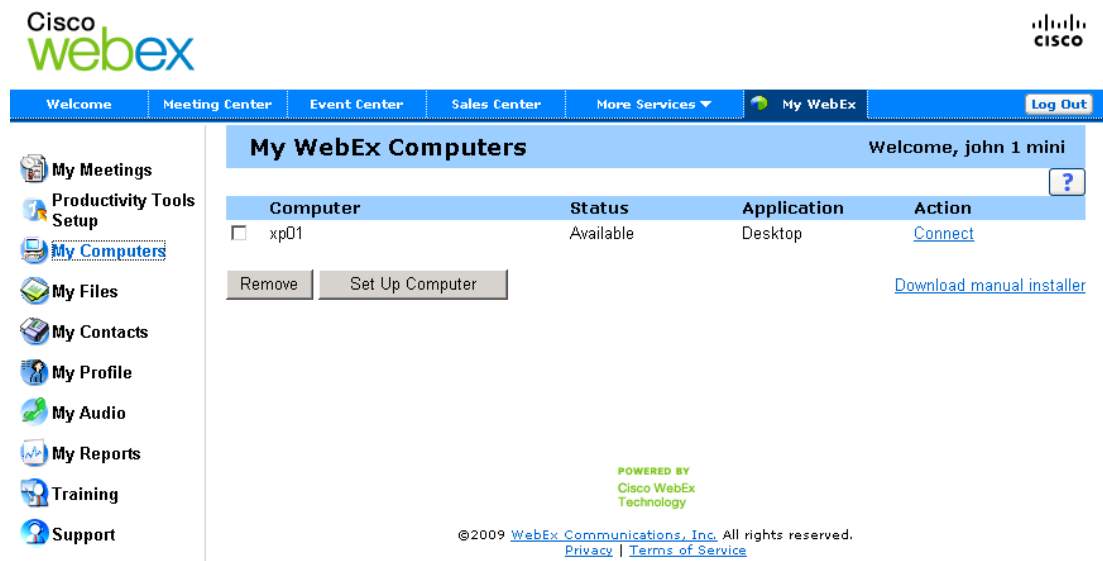 Cisco
webex
cisco
Welcome
Meeting Center
Event Center
Sales Center
More Services ▼
My WebEx
Log Out
My Meetings
Productivity Tools
Setup
My Computers
My Files
My Contacts
My Profile
My Audio
My Reports
Training
Support
My WebEx Computers
Welcome, john 1 mini
?
Computer Status Application Action
xp01 Available Desktop Connect
Remove Set Up Computer Download manual installer
POWERED BY
Cisco WebEx
Technology
©2009 WebEx Communications, Inc. All rights reserved.
Privacy | Terms of Service